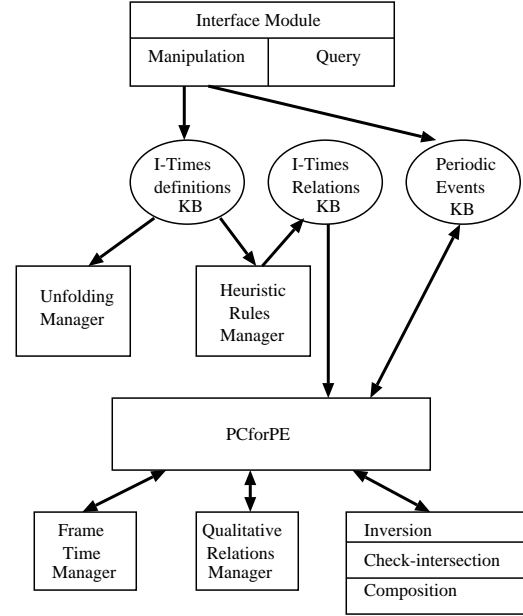 Interface Module
Manipulation
Query
I-Times
definitions
KB
I-Times
Relations
KB
Periodic
Events
KB
Unfolding
Manager
Heuristic
Rules
Manager
PCforPE
Frame
Time
Manager
Qualitative
Relations
Manager
Inversion
Check-intersection
Composition